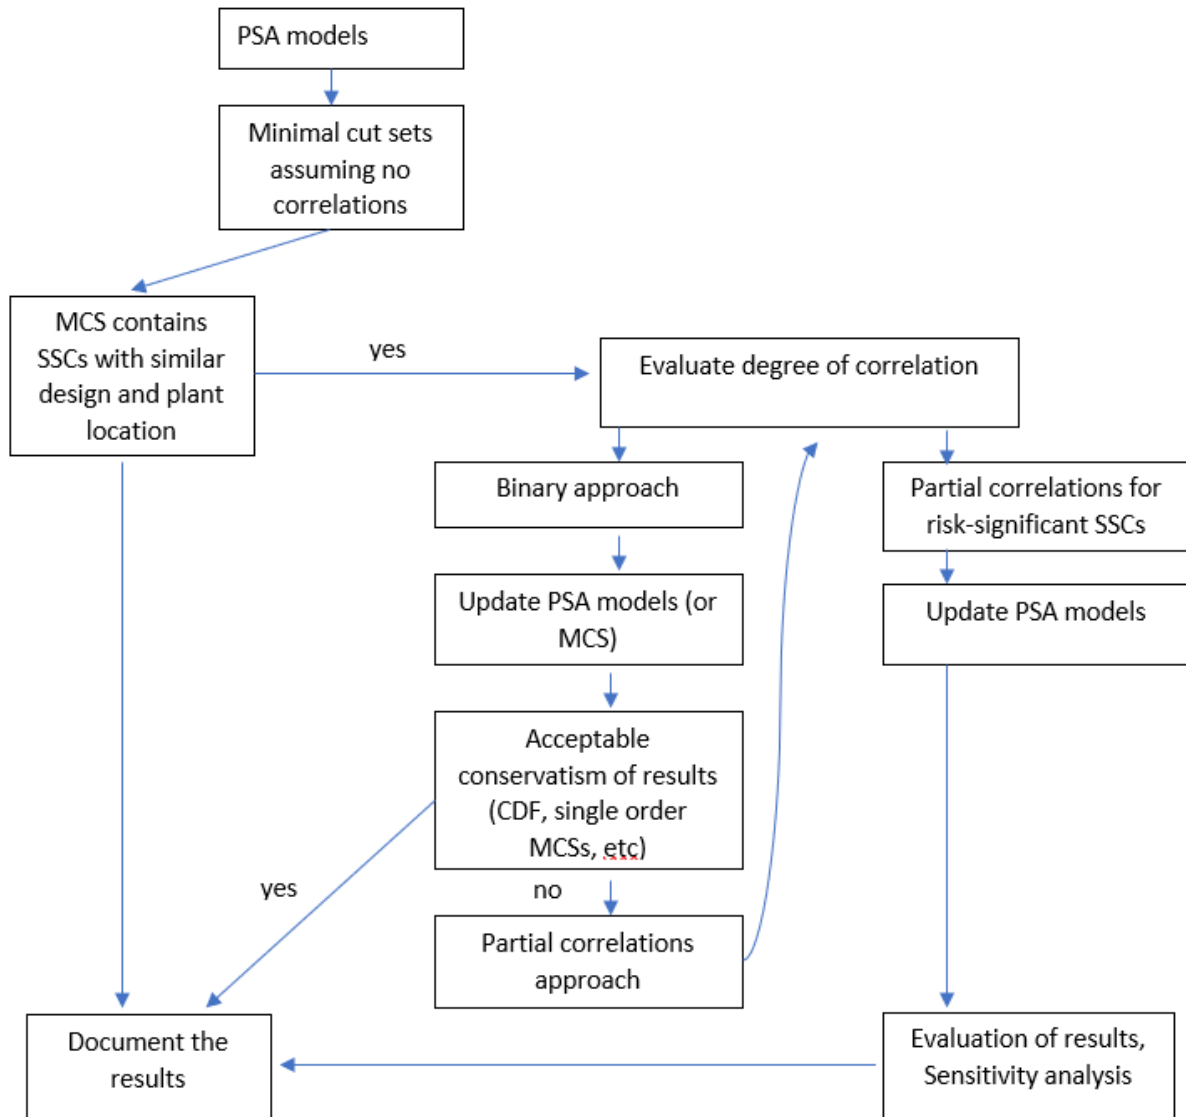 PSA models
Minimal cut sets
assuming no
correlations
MCS contains
SSCs with similar
design and plant
location
yes
Evaluate degree of correlation
Binary approach
Partial correlations for
risk-significant SSCs
Update PSA models (or
MCS)
Update PSA models
Acceptable
conservatism of results
(CDF, single order
MCSs, etc)
yes
no
Partial correlations
approach
Document the
results
Evaluation of results,
Sensitivity analysis